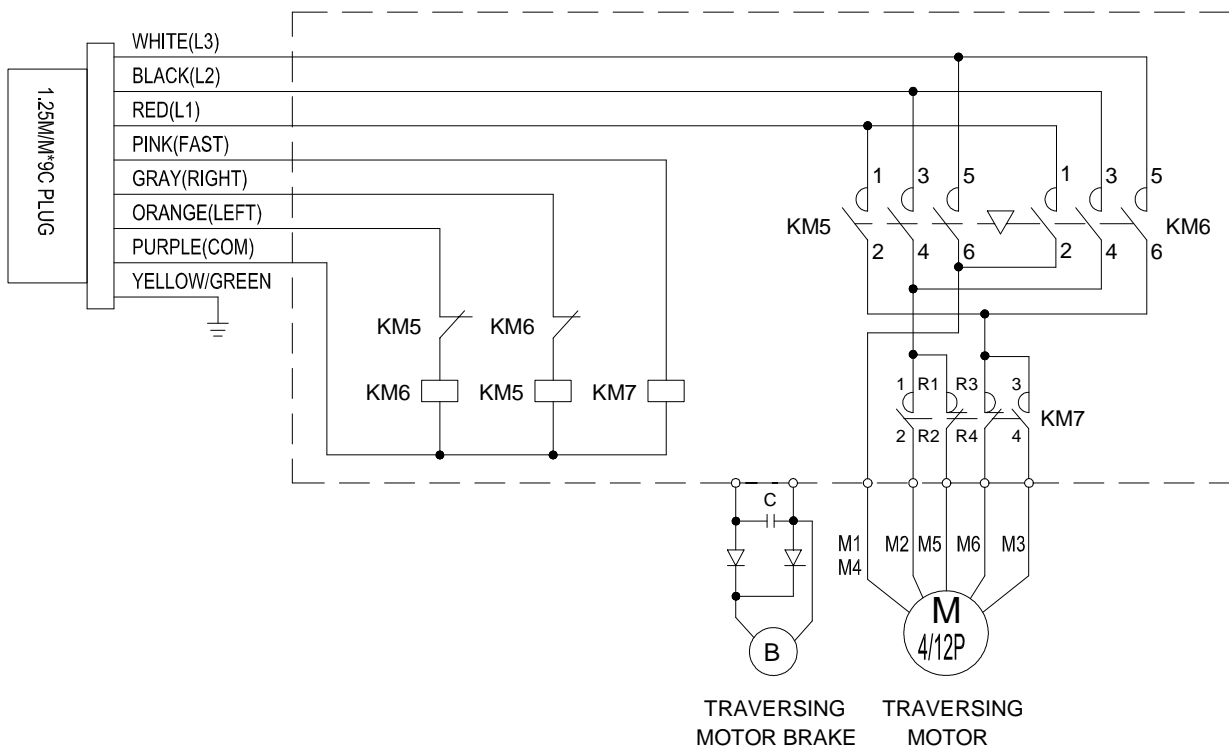 WHITE(L3)
BLACK(L2)
RED(L1)
PINK(FAST)
GRAY(RIGHT)
ORANGE(LEFT)
PURPLE(COM)
YELLOW/GREEN
1.25M/M*9C PLUG
1 3 5 1 3 5
KM5 KM6
2 4 6 2 4 6
KM5 KM6
KM6 KM5 KM7
1 R1 R3 3
KM7
2 R2 R4 4
C
M1 M2 M5 M6 M3
M4
M
4/12P
B
TRAVERSING
MOTOR BRAKE
TRAVERSING
MOTOR